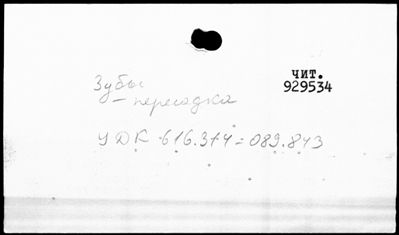 Зубы
чит.
929534
— пересадка
УДК 616.314=089.843